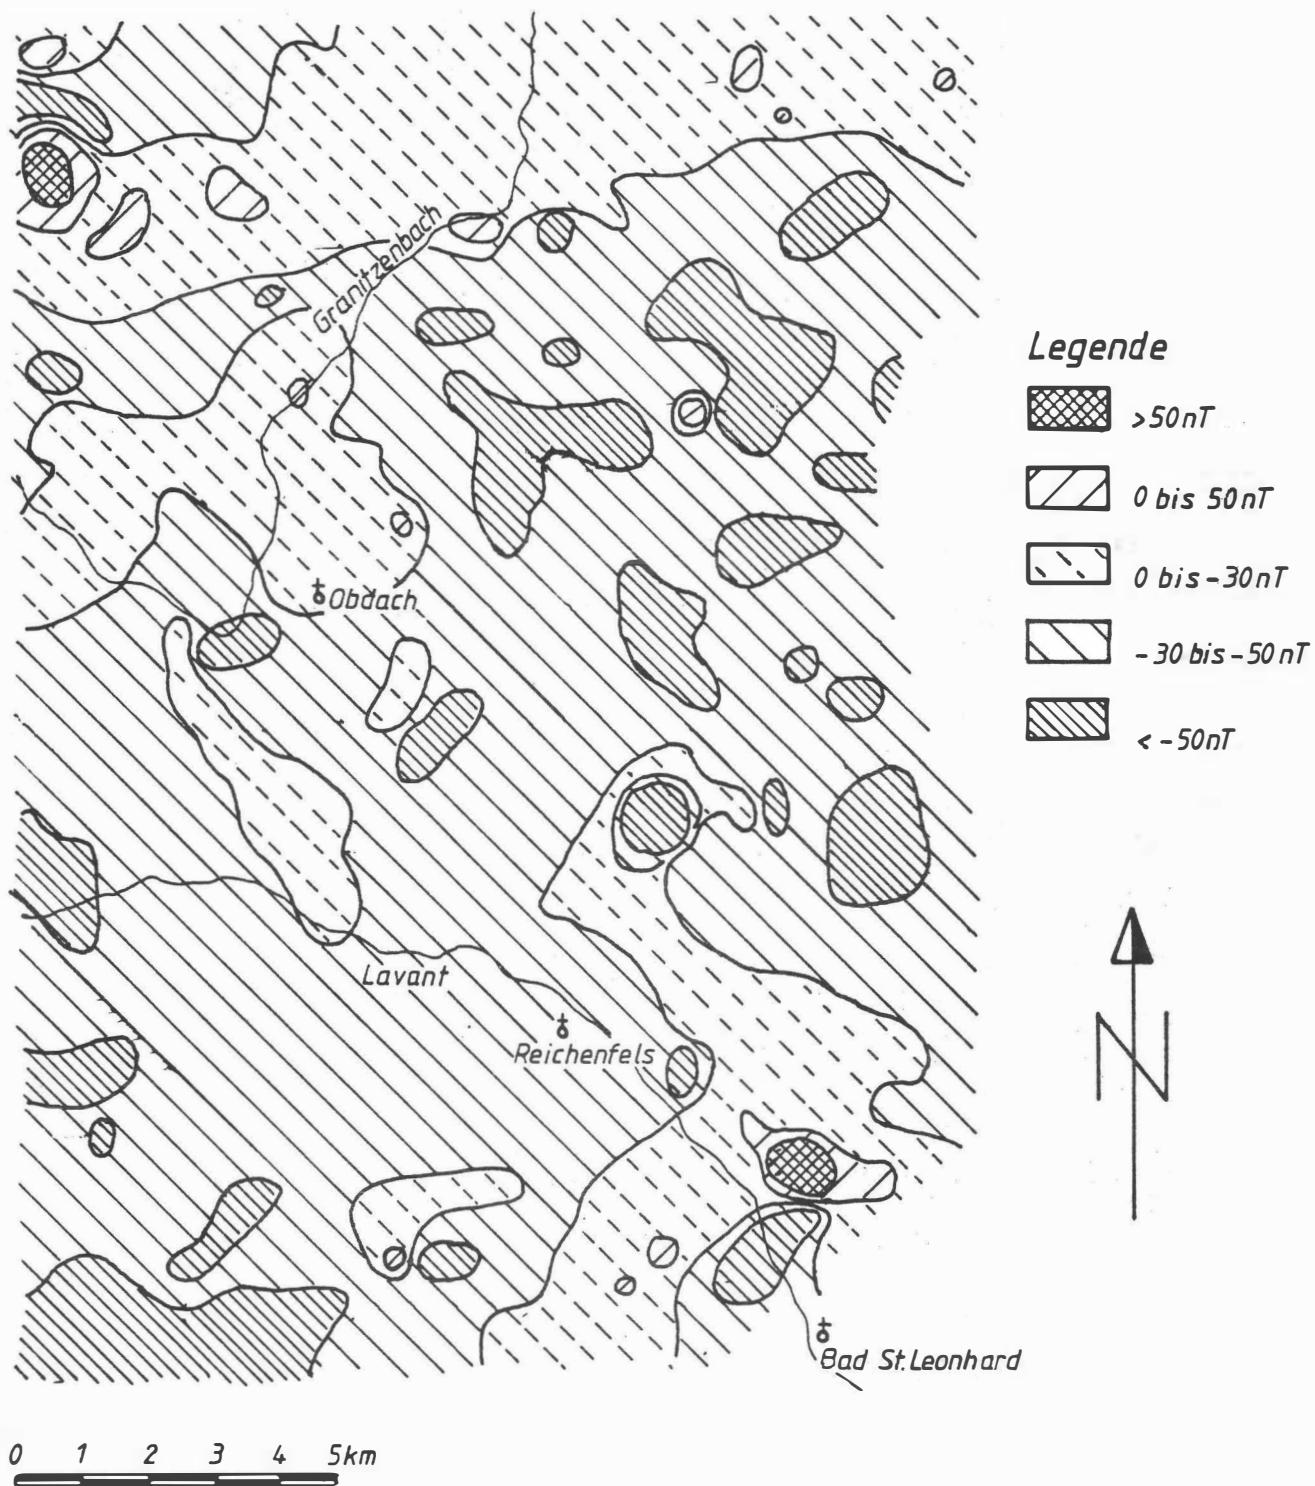 Granitzenbach
Legende
>50nT
0 bis 50nT
0 bis-30nT
-30 bis-50nT
<-50nT
Obdach
Lavant
Reichenfels
N
Bad St. Leonhard
0 1 2 3 4 5km